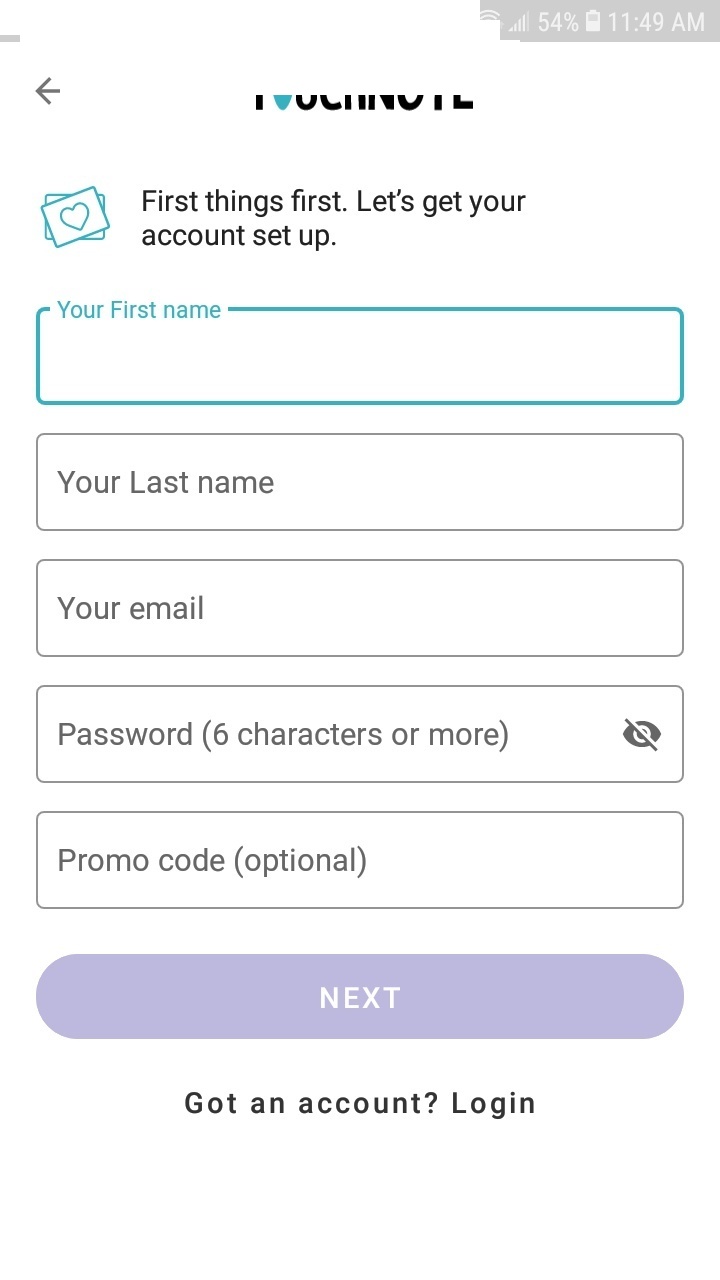 54% 11:49 AM
First things first. Let’s get your
account set up.
Your First name
Your Last name
Your email
Password (6 characters or more)
Promo code (optional)
NEXT
Got an account? Login